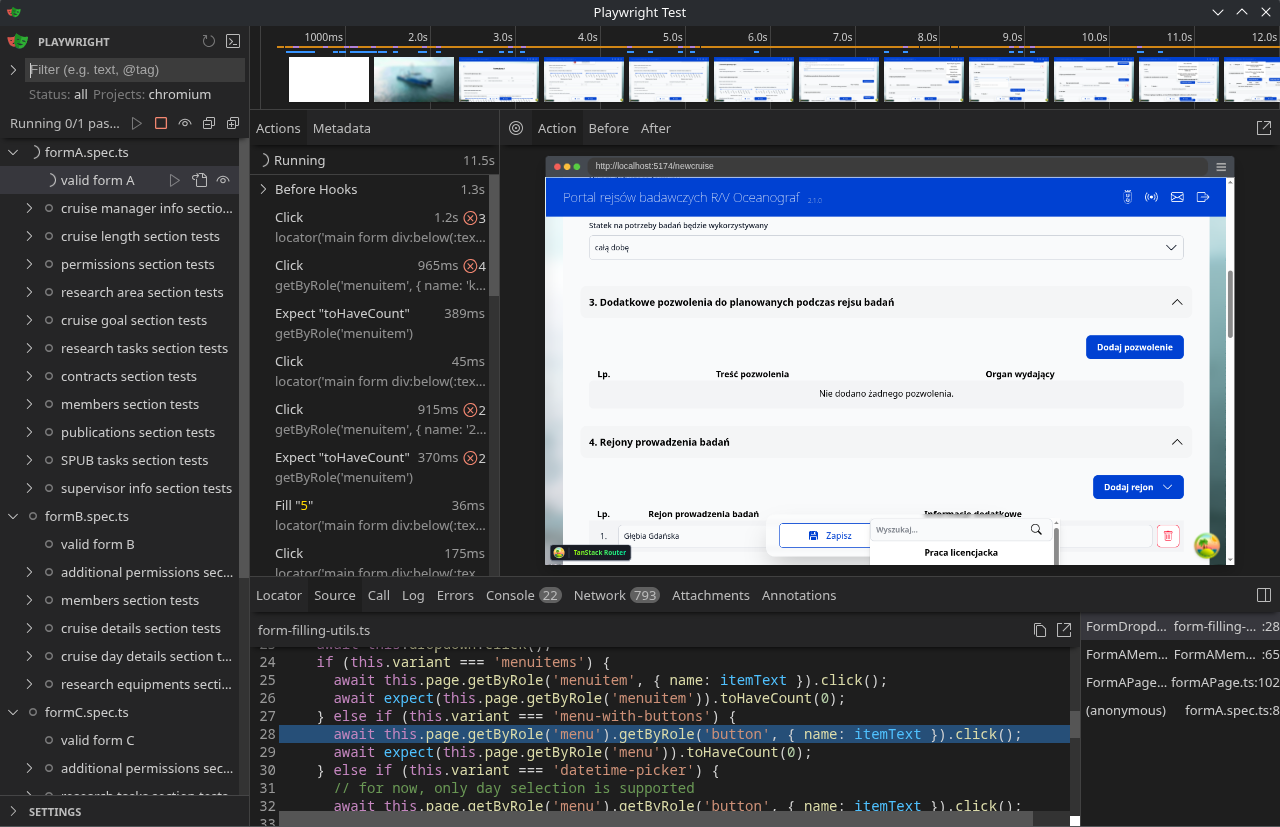 Playwright Test
PLAYWRIGHT
Filter (e.g. text, @tag)
Status: all Projects: chromium
Running 0/1 pas...
formA.spec.ts
valid form A
cruise manager info sectio...
cruise length section tests
permissions section tests
research area section tests
cruise goal section tests
research tasks section tests
contracts section tests
members section tests
publications section tests
SPUB tasks section tests
supervisor info section tests
formB.spec.ts
valid form B
additional permissions sec...
members section tests
cruise details section tests
cruise day details section t...
research equipments secti...
formC.spec.ts
valid form C
additional permissions sec...
research tasks section tests
SETTINGS
1000ms 2.0s 3.0s 4.0s 5.0s 6.0s 7.0s 8.0s 9.0s 10.0s 11.0s 12.0s
Actions Metadata
Running 11.5s
Before Hooks 1.3s
Click 1.2s 3
locator('main form div:below(:tex...
Click 965ms 4
getByRole('menuitem', { name: 'k...
Expect "toHaveCount" 389ms
getByRole('menuitem')
Click 45ms
locator('main form div:below(:tex...
Click 915ms 2
getByRole('menuitem', { name: '2...
Expect "toHaveCount" 370ms 2
getByRole('menuitem')
Fill "5" 36ms
locator('main form div:below(:tex...
Click 175ms
locator('main form div:below(:tex...
Action Before After
http://localhost:5174/newcruise
Portal rejsów badawczych R/V Oceanograf 2.1.0
Statek na potrzeby badań będzie wykorzystywany
całą dobę
3. Dodatkowe pozwolenia do planowanych podczas rejsu badań
Dodaj pozwolenie
Lp. Treść pozwolenia Organ wydający
Nie dodano żadnego pozwolenia.
4. Rejony prowadzenia badań
Dodaj rejon
Lp. Rejon prowadzenia badań Informacje dodatkowe
1. Głębia Gdańska
Zapisz
Wyszukaj...
Praca licencjacka
TanStack Router
Locator Source Call Log Errors Console 22 Network 793 Attachments Annotations
form-filling-utils.ts
23 await this.dropdown.click();
24 if (this.variant === 'menuitems') {
25 await this.page.getByRole('menuitem', { name: itemText }).click();
26 await expect(this.page.getByRole('menuitem')).toHaveCount(0);
27 } else if (this.variant === 'menu-with-buttons') {
28 await this.page.getByRole('menu').getByRole('button', { name: itemText }).click();
29 await expect(this.page.getByRole('menu')).toHaveCount(0);
30 } else if (this.variant === 'datetime-picker') {
31 // for now, only day selection is supported
32 await this.page.getByRole('menu').getByRole('button', { name: itemText }).click();
33
FormDropd... form-filling-... :28
FormAMem... FormAMem... :65
FormAPage... formAPage.ts:102
(anonymous) formA.spec.ts:8